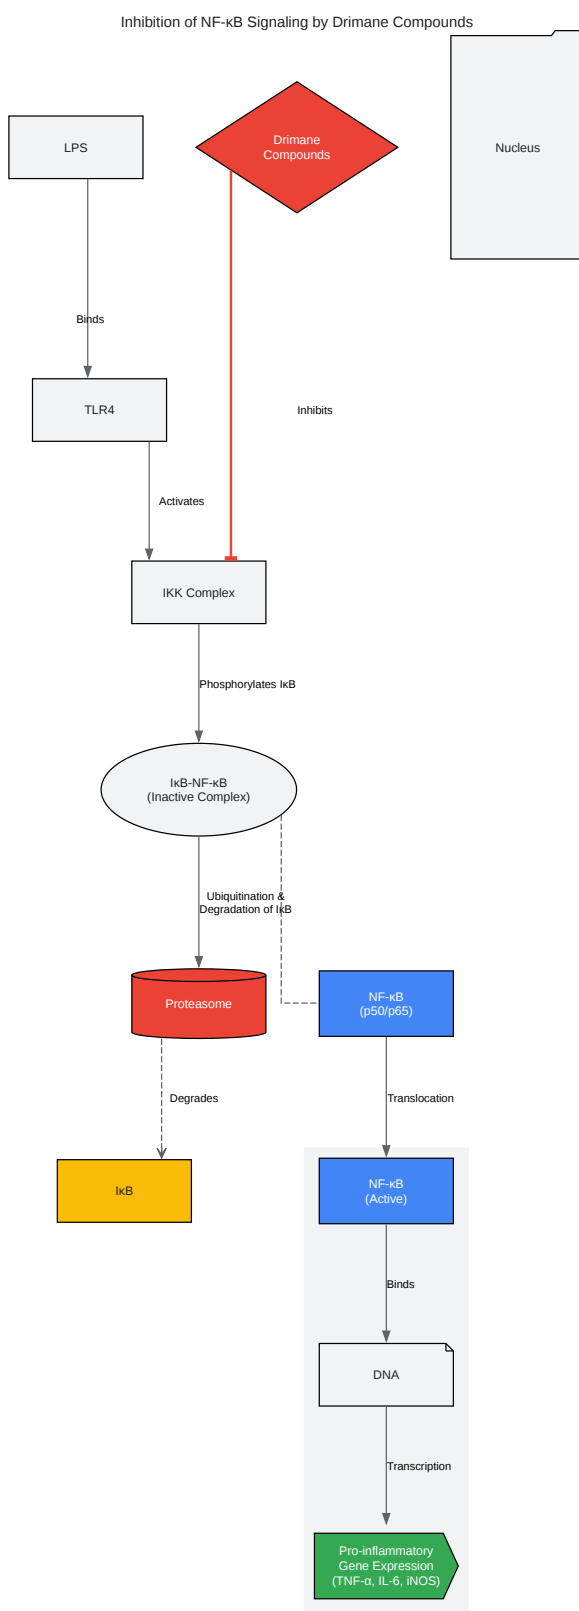 Inhibition of NF-κB Signaling by Drimane Compounds
LPS
Drimane
Compounds
Nucleus
Binds
TLR4
Inhibits
Activates
IKK Complex
Phosphorylates IκB
IκB-NF-κB
(Inactive Complex)
Ubiquitination &
Degradation of IκB
Proteasome
NF-κB
(p50/p65)
Degrades
Translocation
IκB
NF-κB
(Active)
Binds
DNA
Transcription
Pro-inflammatory
Gene Expression
(TNF-α, IL-6, iNOS)